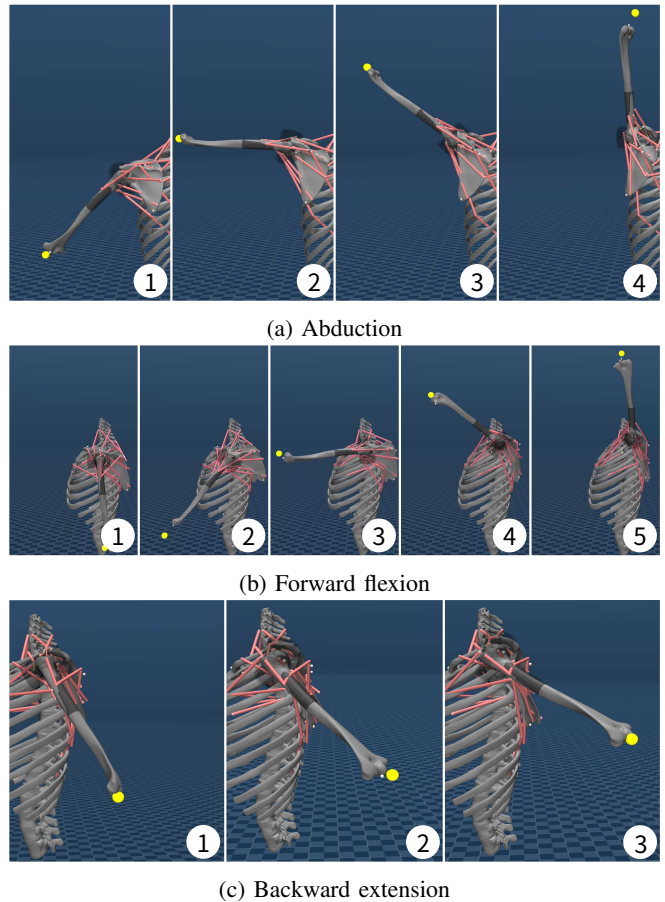 1 2 3 4
(a) Abduction
1 2 3 4 5
(b) Forward flexion
1 2 3
(c) Backward extension